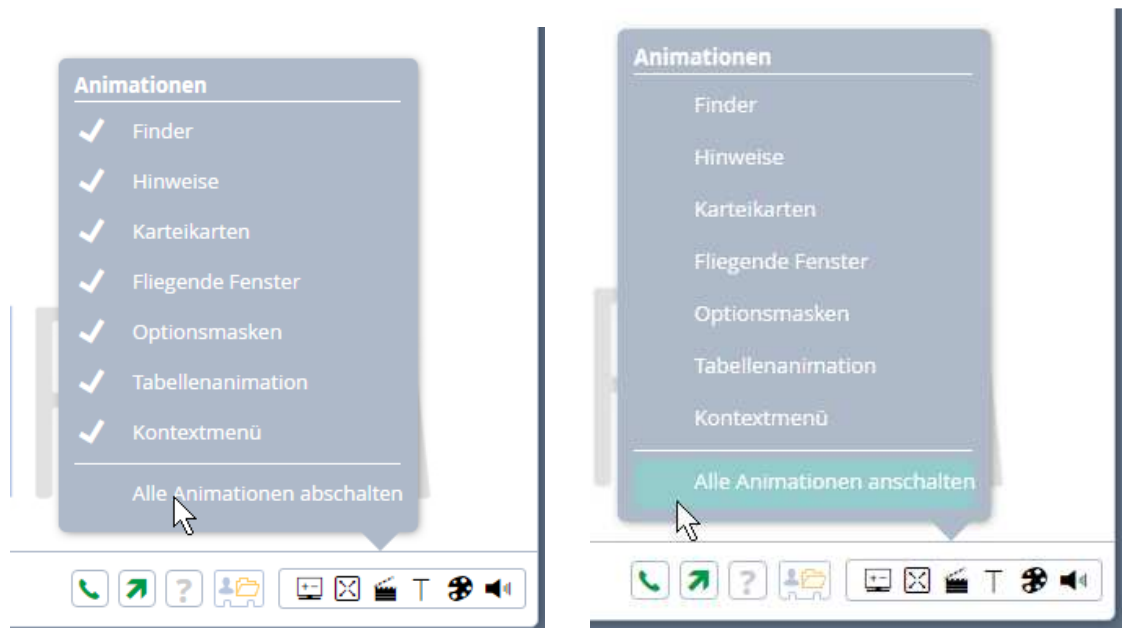 Animationen
Finder
Hinweise
Karteikarten
Fliegende Fenster
Optionsmasken
Tabellenanimation
Kontextmenü
Alle Animationen abschalten
Animationen
Finder
Hinweise
Karteikarten
Fliegende Fenster
Optionsmasken
Tabellenanimation
Kontextmenü
Alle Animationen anschalten